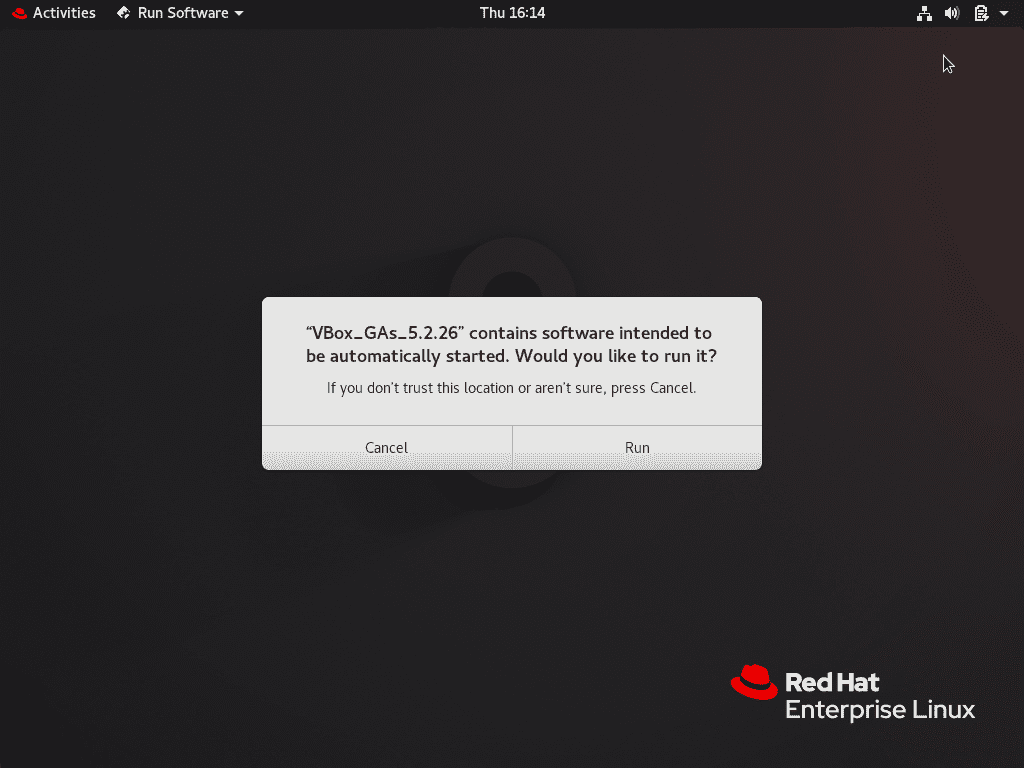 Activities Run Software Thu 16:14
“VBox_GAs_5.2.26” contains software intended to
be automatically started. Would you like to run it?
If you don’t trust this location or aren’t sure, press Cancel.
Cancel Run
Red Hat
Enterprise Linux